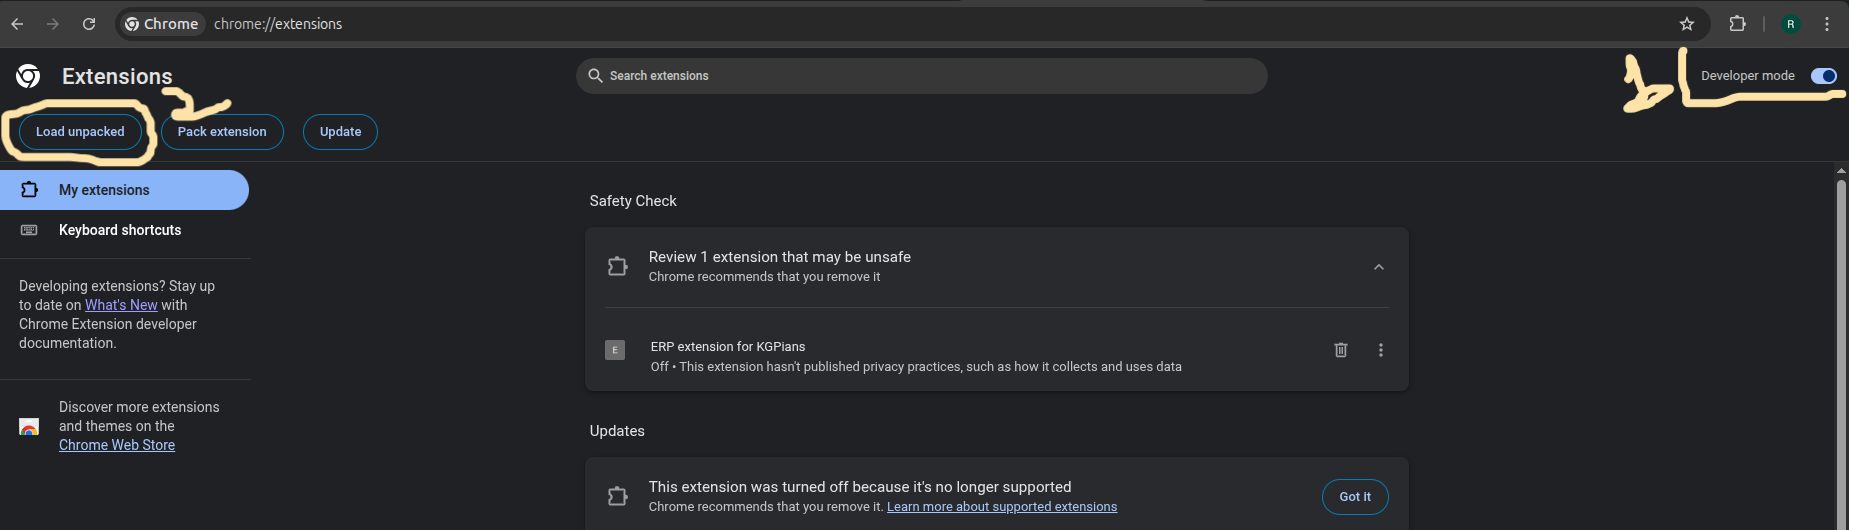 Chrome chrome://extensions R
Extensions
Search extensions
1 Developer mode
2
Load unpacked Pack extension Update
My extensions
Keyboard shortcuts
Developing extensions? Stay up
to date on What's New with
Chrome Extension developer
documentation.
Discover more extensions
and themes on the
Chrome Web Store
Safety Check
Review 1 extension that may be unsafe
Chrome recommends that you remove it
E ERP extension for KGPians
Off • This extension hasn't published privacy practices, such as how it collects and uses data
Updates
This extension was turned off because it's no longer supported
Chrome recommends that you remove it. Learn more about supported extensions
Got it